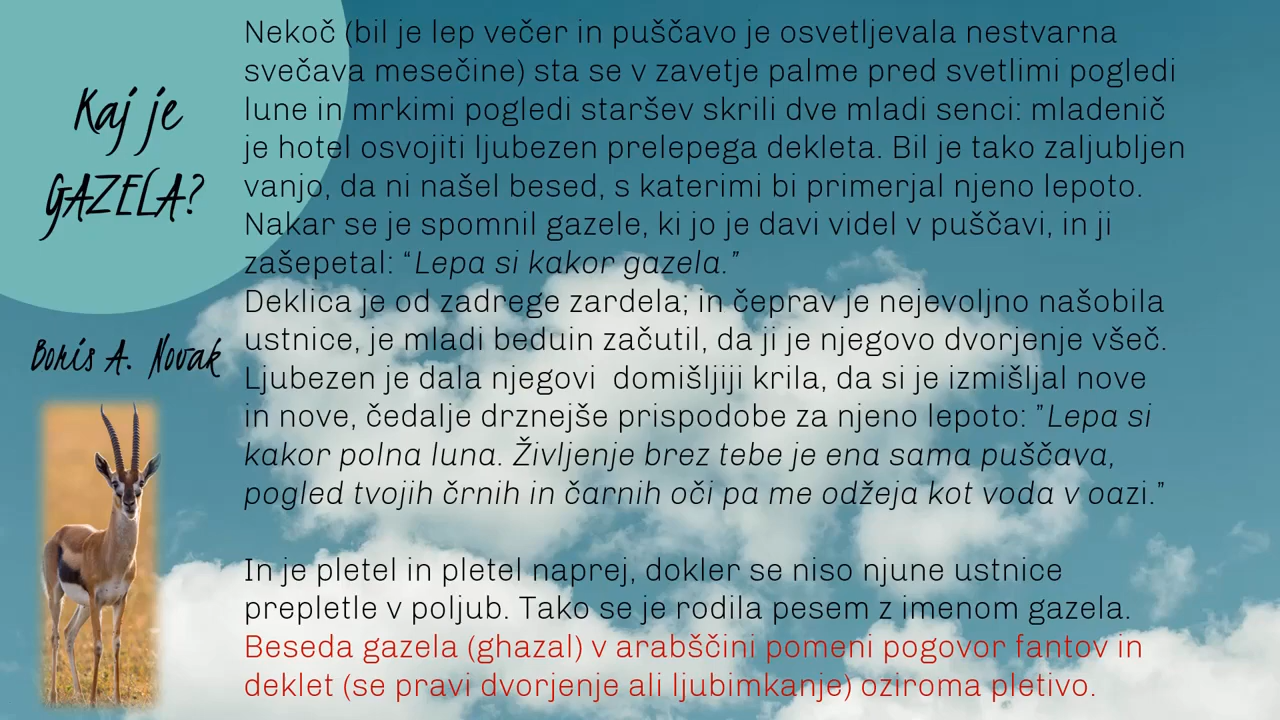 Kaj je
GAZELA?
Boris A. Novak
Nekoč (bil je lep večer in puščavo je osvetljevala nestvarna
svečava mesečine) sta se v zavetje palme pred svetlimi pogledi
lune in mrkimi pogledi staršev skrili dve mladi senci: mladenič
je hotel osvojiti ljubezen prelepega dekleta. Bil je tako zaljubljen
vanjo, da ni našel besed, s katerimi bi primerjal njeno lepoto.
Nakar se je spomnil gazele, ki jo je davi videl v puščavi, in ji
zašepetal: “Lepa si kakor gazela.”
Deklica je od zadrege zardela; in čeprav je nejevoljno našobila
ustnice, je mladi beduin začutil, da ji je njegovo dvorjenje všeč.
Ljubezen je dala njegovi  domišljiji krila, da si je izmišljal nove
in nove, čedalje drznejše prispodobe za njeno lepoto: ”Lepa si
kakor polna luna. Življenje brez tebe je ena sama puščava,
pogled tvojih črnih in čarnih oči pa me odžeja kot voda v oazi.”
In je pletel in pletel naprej, dokler se niso njune ustnice
prepletle v poljub. Tako se je rodila pesem z imenom gazela.
Beseda gazela (ghazal) v arabščini pomeni pogovor fantov in
deklet (se pravi dvorjenje ali ljubimkanje) oziroma pletivo.